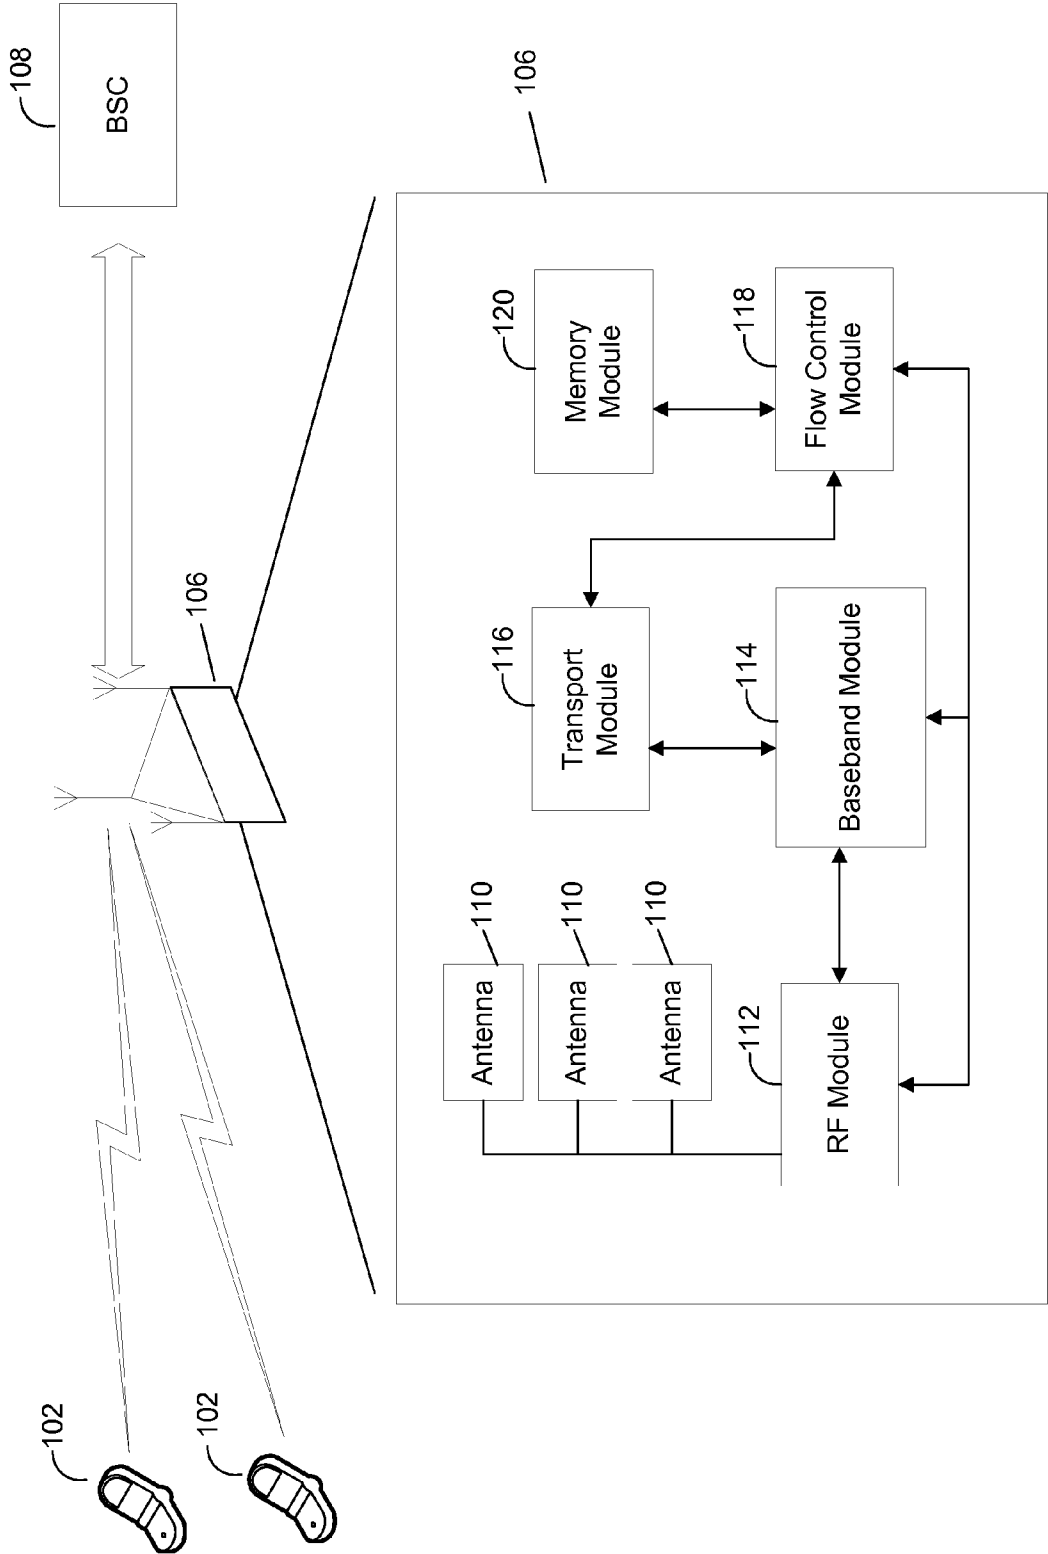 102
102
106
108
BSC
106
Antenna
110
Antenna
110
Antenna
110
112
RF Module
116
Transport
Module
114
Baseband Module
120
Memory
Module
118
Flow Control
Module